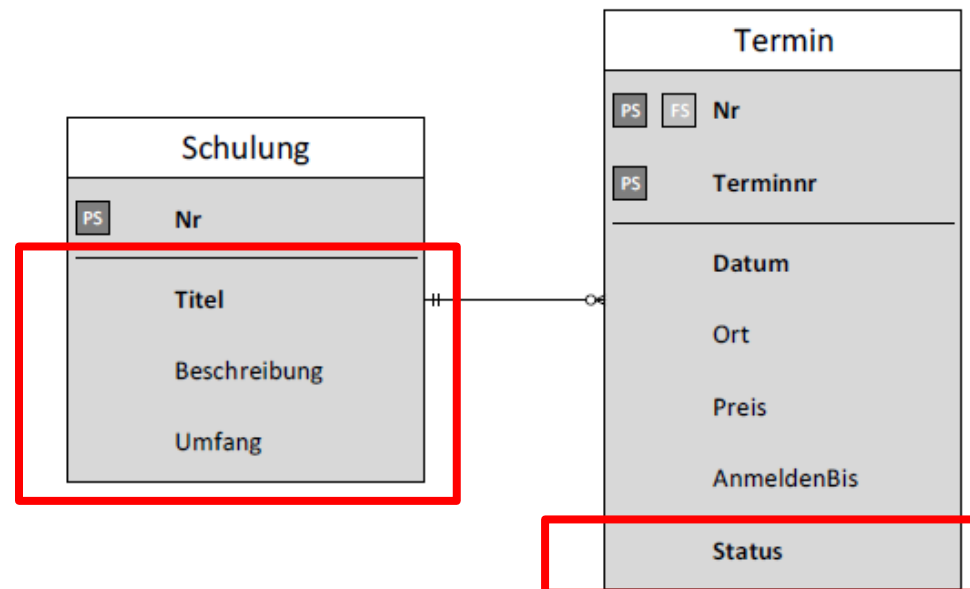 Schulung
PS Nr
Titel
Beschreibung
Umfang
Termin
PS FS Nr
PS Terminnr
Datum
Ort
Preis
AnmeldenBis
Status